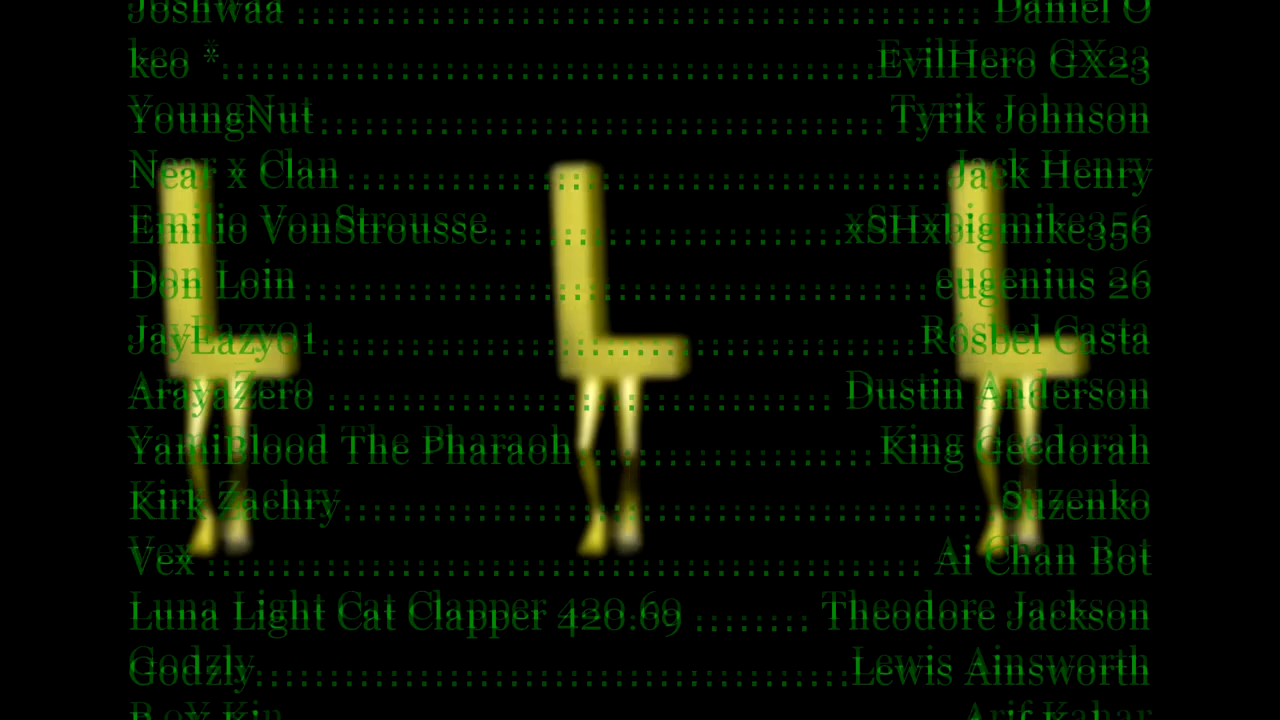 Joshwaa :::::::::::::::::::::::::::::::::::::::::::::::::::::::: Daniel O
keo * ::::::::::::::::::::::::::::::::::::::::::::::::::::: EvilHero GX23
YoungNut :::::::::::::::::::::::::::::::::::::::::::::: Tyrik Johnson
Near x Clan ::::::::::::::::::::::::::::::::::::::::::::::::: Jack Henry
Emilio VonStrousse ::::::::::::::::::::::::::::: xSHxbigmike356
Don Loin ::::::::::::::::::::::::::::::::::::::::::::::::::: eugenius 26
JayEazy01 :::::::::::::::::::::::::::::::::::::::::::::::: Rosbel Casta
ArayaZero ::::::::::::::::::::::::::::::::::::::::: Dustin Anderson
YamiBlood The Pharaoh :::::::::::::::::::::::: King Geedorah
Kirk Zachry :::::::::::::::::::::::::::::::::::::::::::::::::::: Suzenko
Vex :::::::::::::::::::::::::::::::::::::::::::::::::::::::::: Ai Chan Bot
Luna Light Cat Clapper 420.69 :::::::: Theodore Jackson
Godzly ::::::::::::::::::::::::::::::::::::::::::::::::: Lewis Ainsworth